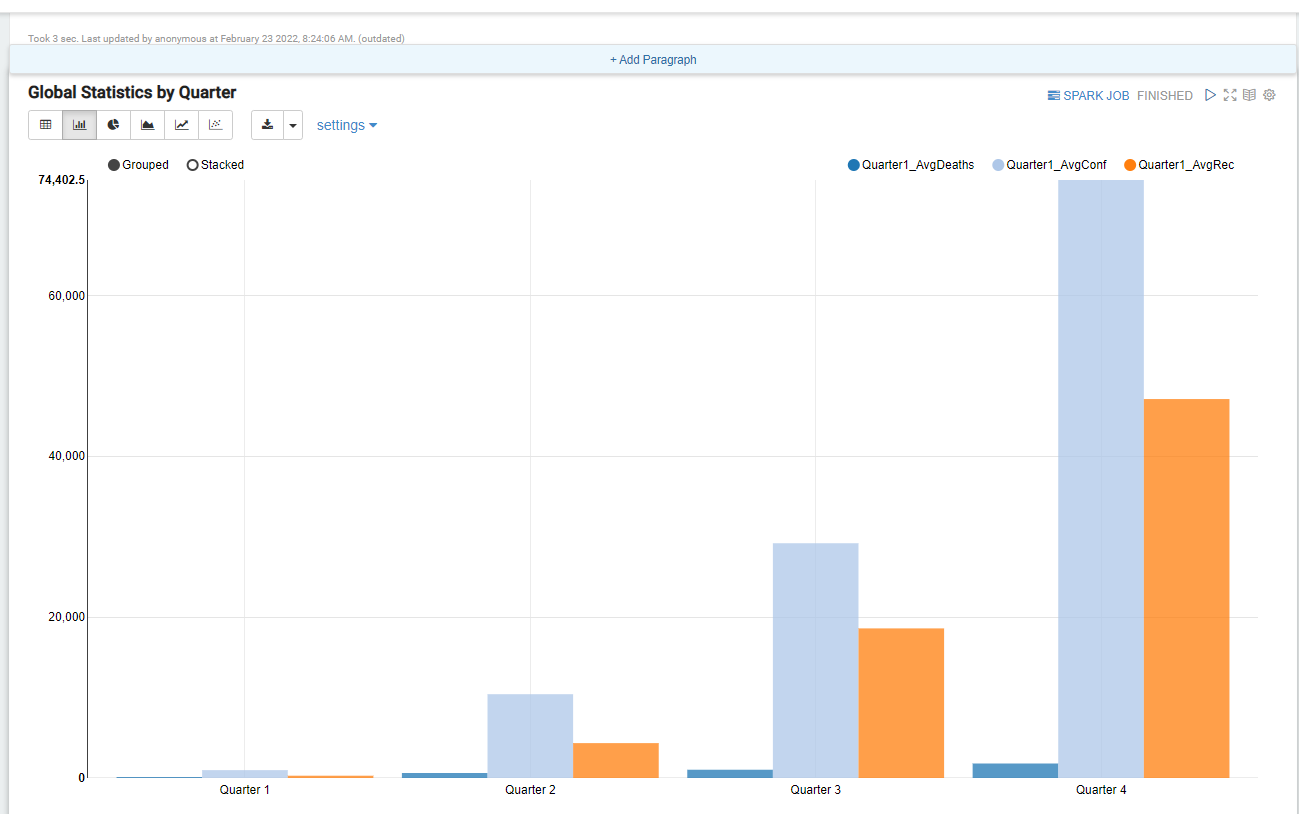 Took 3 sec. Last updated by anonymous at February 23 2022, 8:24:06 AM. (outdated)
+ Add Paragraph
Global Statistics by Quarter
SPARK JOB FINISHED
settings
Grouped Stacked
Quarter1_AvgDeaths Quarter1_AvgConf Quarter1_AvgRec
74,402.5
60,000
40,000
20,000
0
Quarter 1 Quarter 2 Quarter 3 Quarter 4